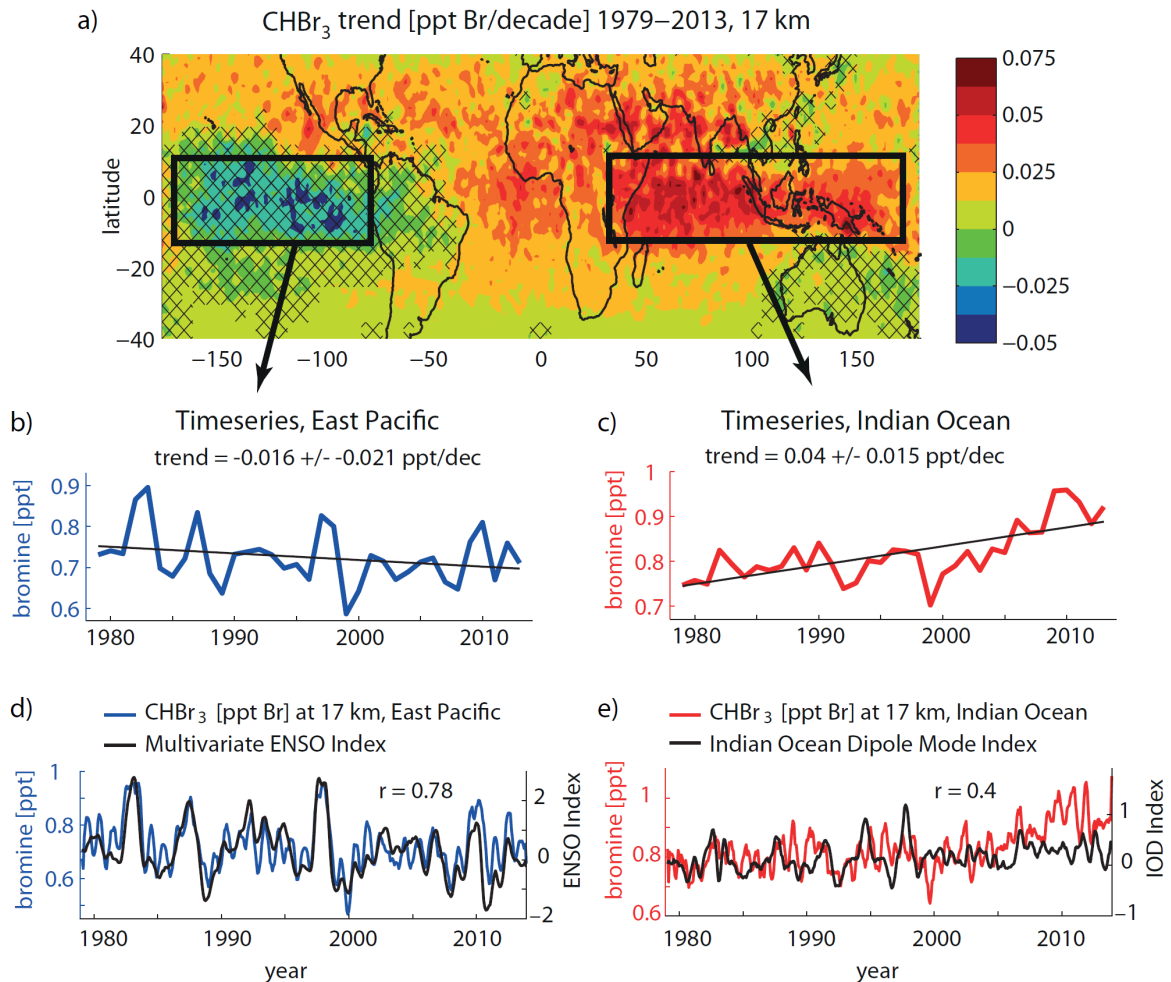 a)
CHBr3 trend [ppt Br/decade] 1979−2013, 17 km
latitude
40
20
0
−20
−40
−150 −100 −50 0 50 100 150
0.075
0.05
0.025
0
−0.025
−0.05
b)
Timeseries, East Pacific
trend = -0.016 +/- -0.021 ppt/dec
bromine [ppt]
0.9
0.8
0.7
0.6
1980 1990 2000 2010
c)
Timeseries, Indian Ocean
trend = 0.04 +/- 0.015 ppt/dec
bromine [ppt]
1
0.9
0.8
0.7
1980 1990 2000 2010
d)
CHBr3 [ppt Br] at 17 km, East Pacific
Multivariate ENSO Index
r = 0.78
bromine [ppt]
1
0.8
0.6
ENSO Index
2
0
−2
1980 1990 2000 2010
year
e)
CHBr3 [ppt Br] at 17 km, Indian Ocean
Indian Ocean Dipole Mode Index
r = 0.4
bromine [ppt]
1
0.8
0.6
IOD Index
1
0
−1
1980 1990 2000 2010
year